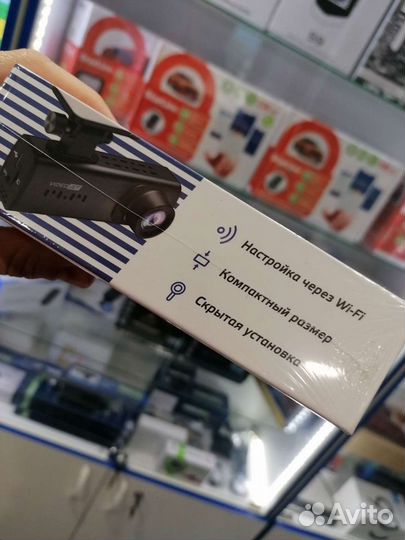 Настройка через Wi-Fi
Компактный размер
Скрытая установка
Avito